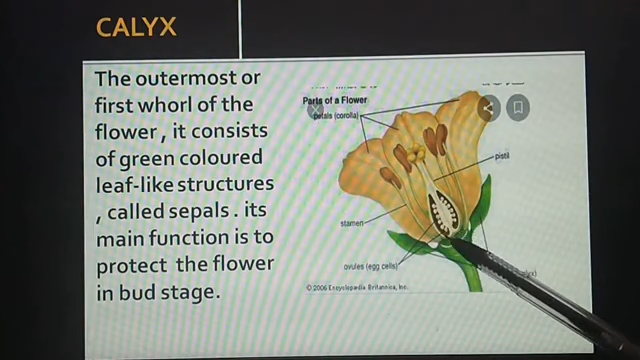 CALYX
The outermost or
first whorl of the
flower , it consists
of green coloured
leaf-like structures
, called sepals . its
main function is to
protect the flower
in bud stage.
Parts of a Flower
petals (corolla)
pistil
stamen
ovules (egg cells)
© 2006 Encyclopædia Britannica, Inc.